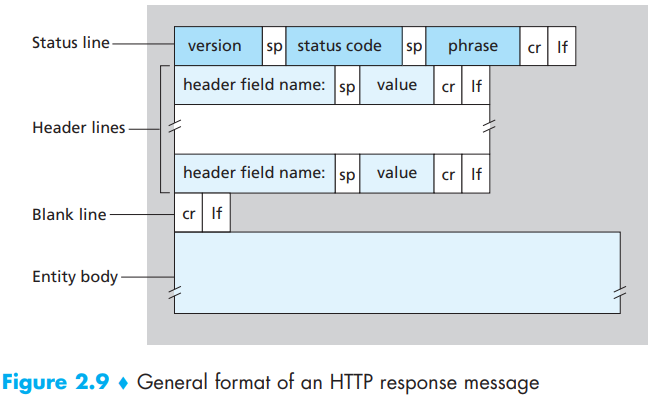 Status line
version sp status code sp phrase cr lf
header field name: sp value cr lf
Header lines
header field name: sp value cr lf
Blank line
cr lf
Entity body
Figure 2.9 ♦ General format of an HTTP response message